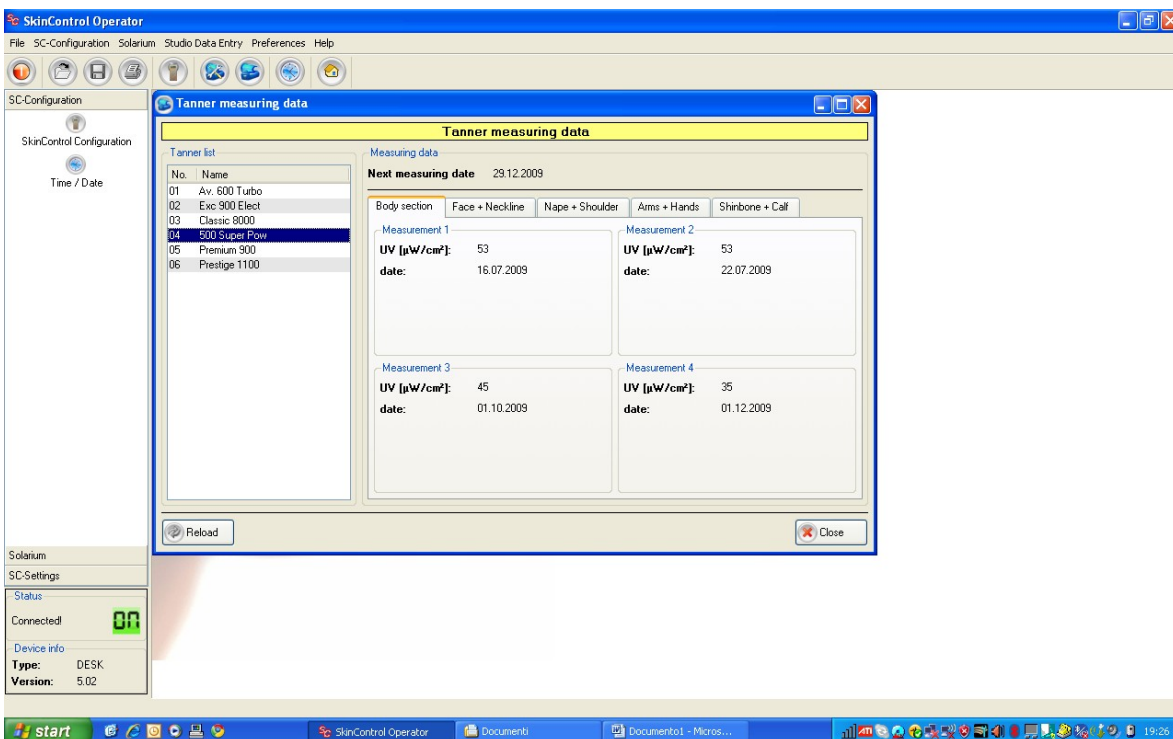 SkinControl Operator
File SC-Configuration Solarium Studio Data Entry Preferences Help
SC-Configuration
SkinControl Configuration
Time / Date
Solarium
SC-Settings
Status
Connected!
ON
Device info
Type: DESK
Version: 5.02
Tanner measuring data
Tanner measuring data
Tanner list
No. Name
01 Av. 600 Turbo
02 Exc 900 Elect
03 Classic 8000
04 500 Super Pow
05 Premium 900
06 Prestige 1100
Measuring data
Next measuring date 29.12.2009
Body section Face + Neckline Nape + Shoulder Arms + Hands Shinbone + Calf
Measurement 1
UV [µW/cm²]: 53
date: 16.07.2009
Measurement 2
UV [µW/cm²]: 53
date: 22.07.2009
Measurement 3
UV [µW/cm²]: 45
date: 01.10.2009
Measurement 4
UV [µW/cm²]: 35
date: 01.12.2009
Reload
Close
start SkinControl Operator Documenti Documento1 - Micros... 19:26